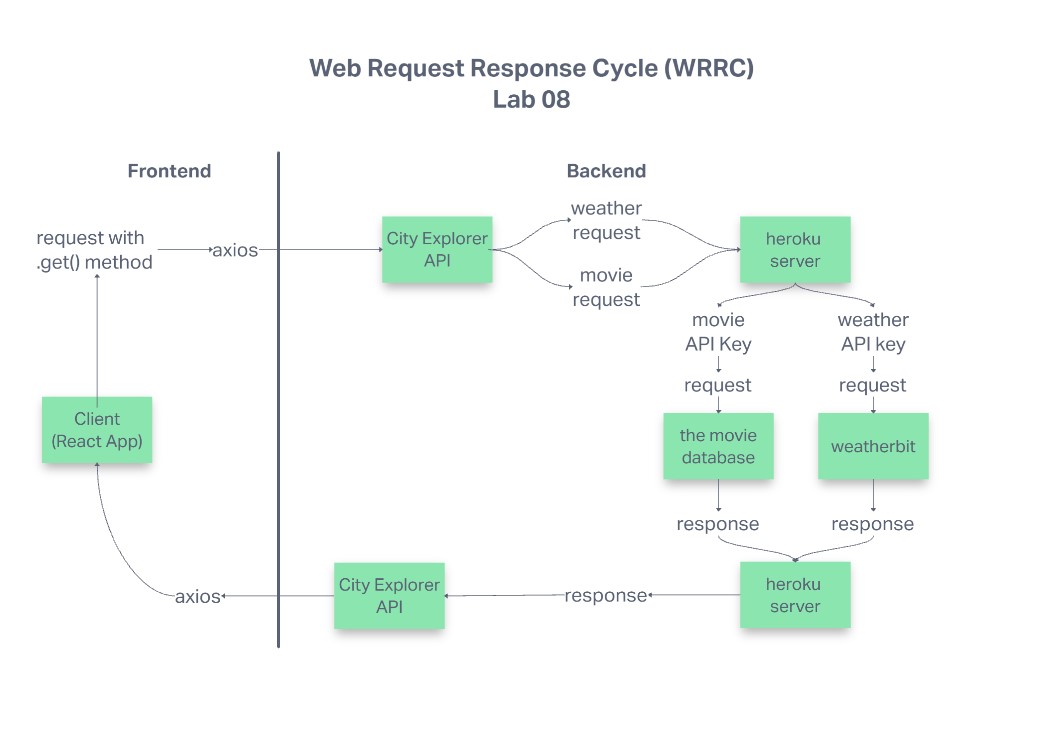 Web Request Response Cycle (WRRC)
Lab 08
Frontend
Backend
request with
.get() method
axios
City Explorer
API
weather
request
movie
request
heroku
server
movie
API Key
weather
API key
request
request
Client
(React App)
the movie
database
weatherbit
response
response
axios
City Explorer
API
response
heroku
server